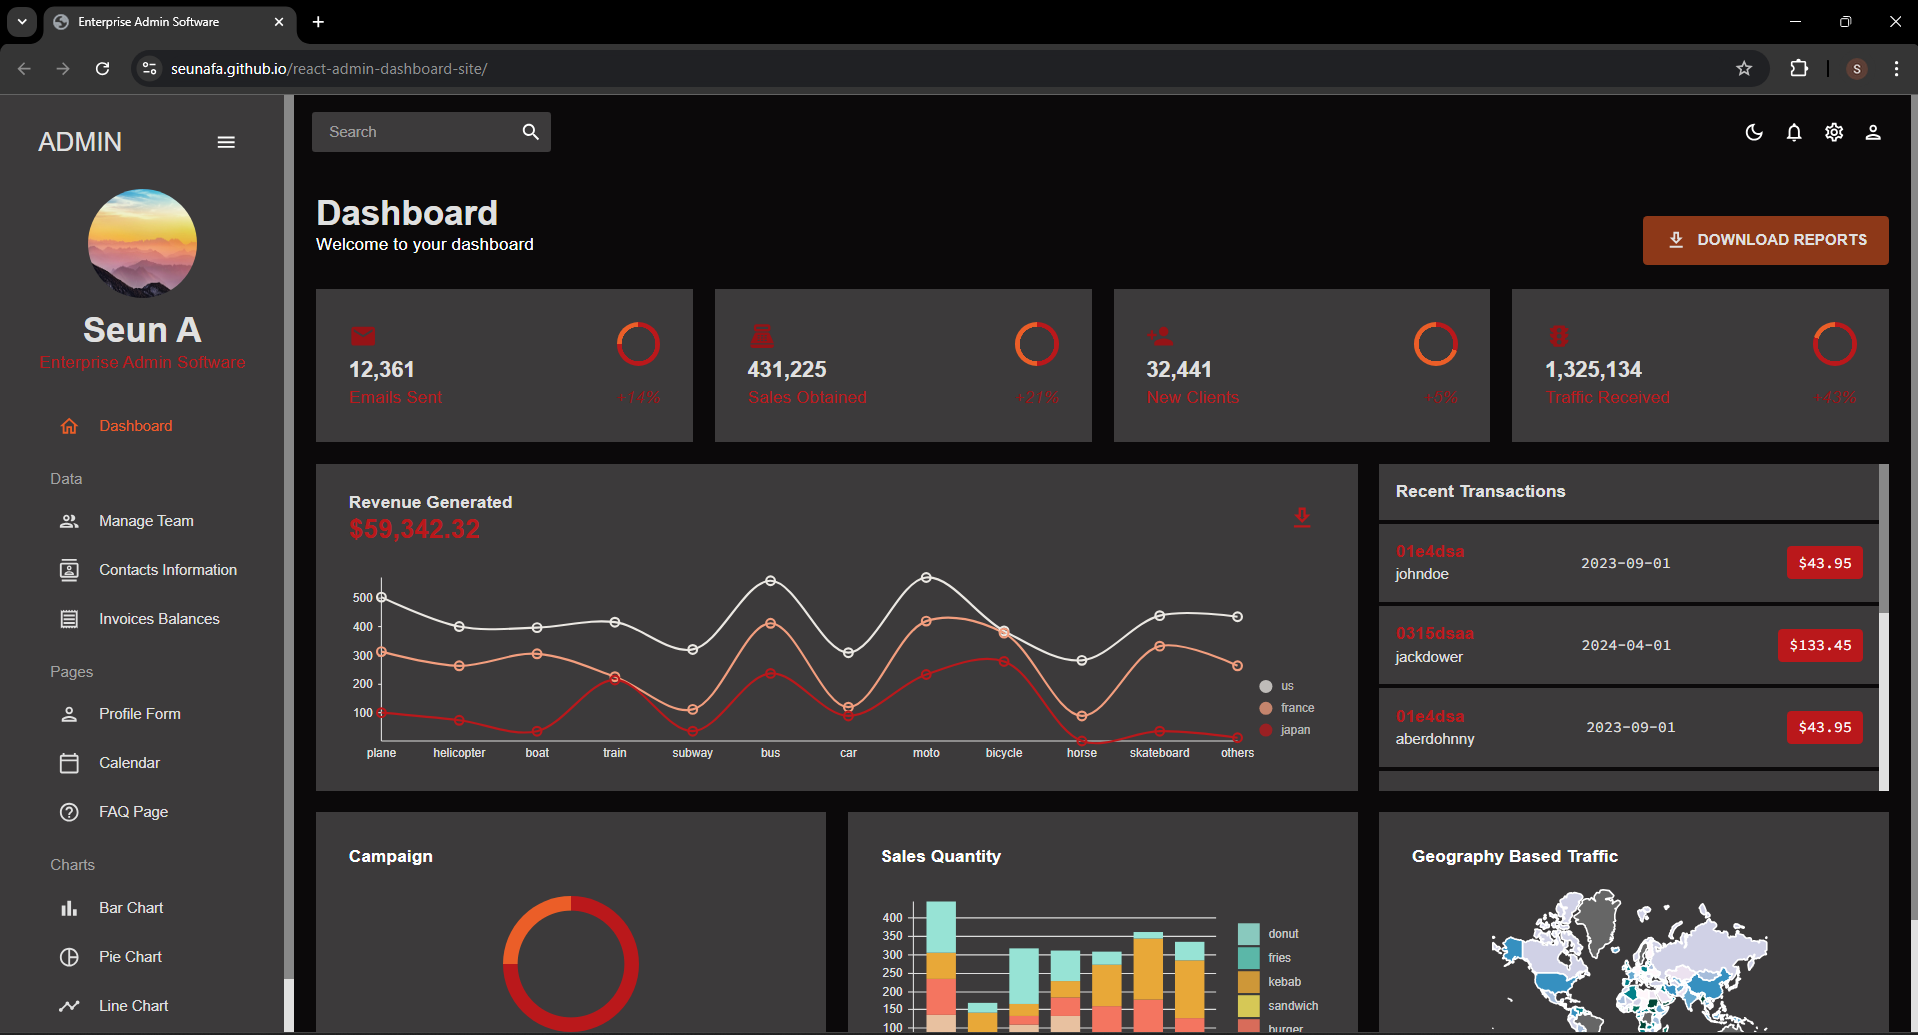 Enterprise Admin Software
seunafa.github.io/react-admin-dashboard-site/
S
ADMIN
Search
Seun A
Enterprise Admin Software
Dashboard
Data
Manage Team
Contacts Information
Invoices Balances
Pages
Profile Form
Calendar
FAQ Page
Charts
Bar Chart
Pie Chart
Line Chart
Dashboard
Welcome to your dashboard
DOWNLOAD REPORTS
12,361
Emails Sent
+14%
431,225
Sales Obtained
+21%
32,441
New Clients
+5%
1,325,134
Traffic Received
+43%
Revenue Generated
$59,342.32
500
400
300
200
100
plane helicopter boat train subway bus car moto bicycle horse skateboard others
us
france
japan
Recent Transactions
01e4dsa
johndoe
2023-09-01
$43.95
0315dsaa
jackdower
2024-04-01
$133.45
01e4dsa
aberdohnny
2023-09-01
$43.95
Campaign
Sales Quantity
400
350
300
250
200
150
100
donut
fries
kebab
sandwich
burger
Geography Based Traffic